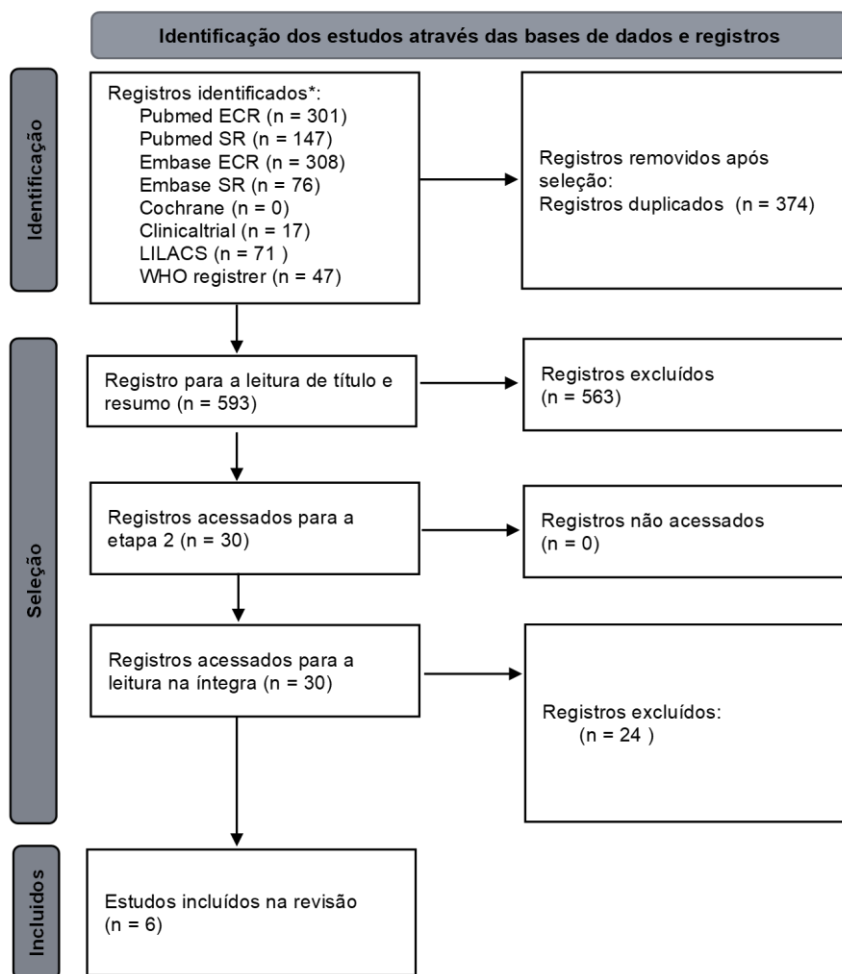 Identificação dos estudos através das bases de dados e registros
Identificação
Registros identificados*:
Pubmed ECR (n = 301)
Pubmed SR (n = 147)
Embase ECR (n = 308)
Embase SR (n = 76)
Cochrane (n = 0)
Clinicaltrial (n = 17)
LILACS (n = 71 )
WHO registrer (n = 47)
Registros removidos após
seleção:
Registros duplicados (n = 374)
Seleção
Registro para a leitura de título e
resumo (n = 593)
Registros excluídos
(n = 563)
Registros acessados para a
etapa 2 (n = 30)
Registros não acessados
(n = 0)
Registros acessados para a
leitura na íntegra (n = 30)
Registros excluídos:
(n = 24 )
Incluidos
Estudos incluídos na revisão
(n = 6)